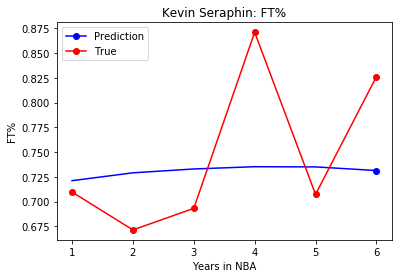 Kevin Seraphin: FT%
Prediction
True
FT%
0.875
0.850
0.825
0.800
0.775
0.750
0.725
0.700
0.675
1 2 3 4 5 6
Years in NBA